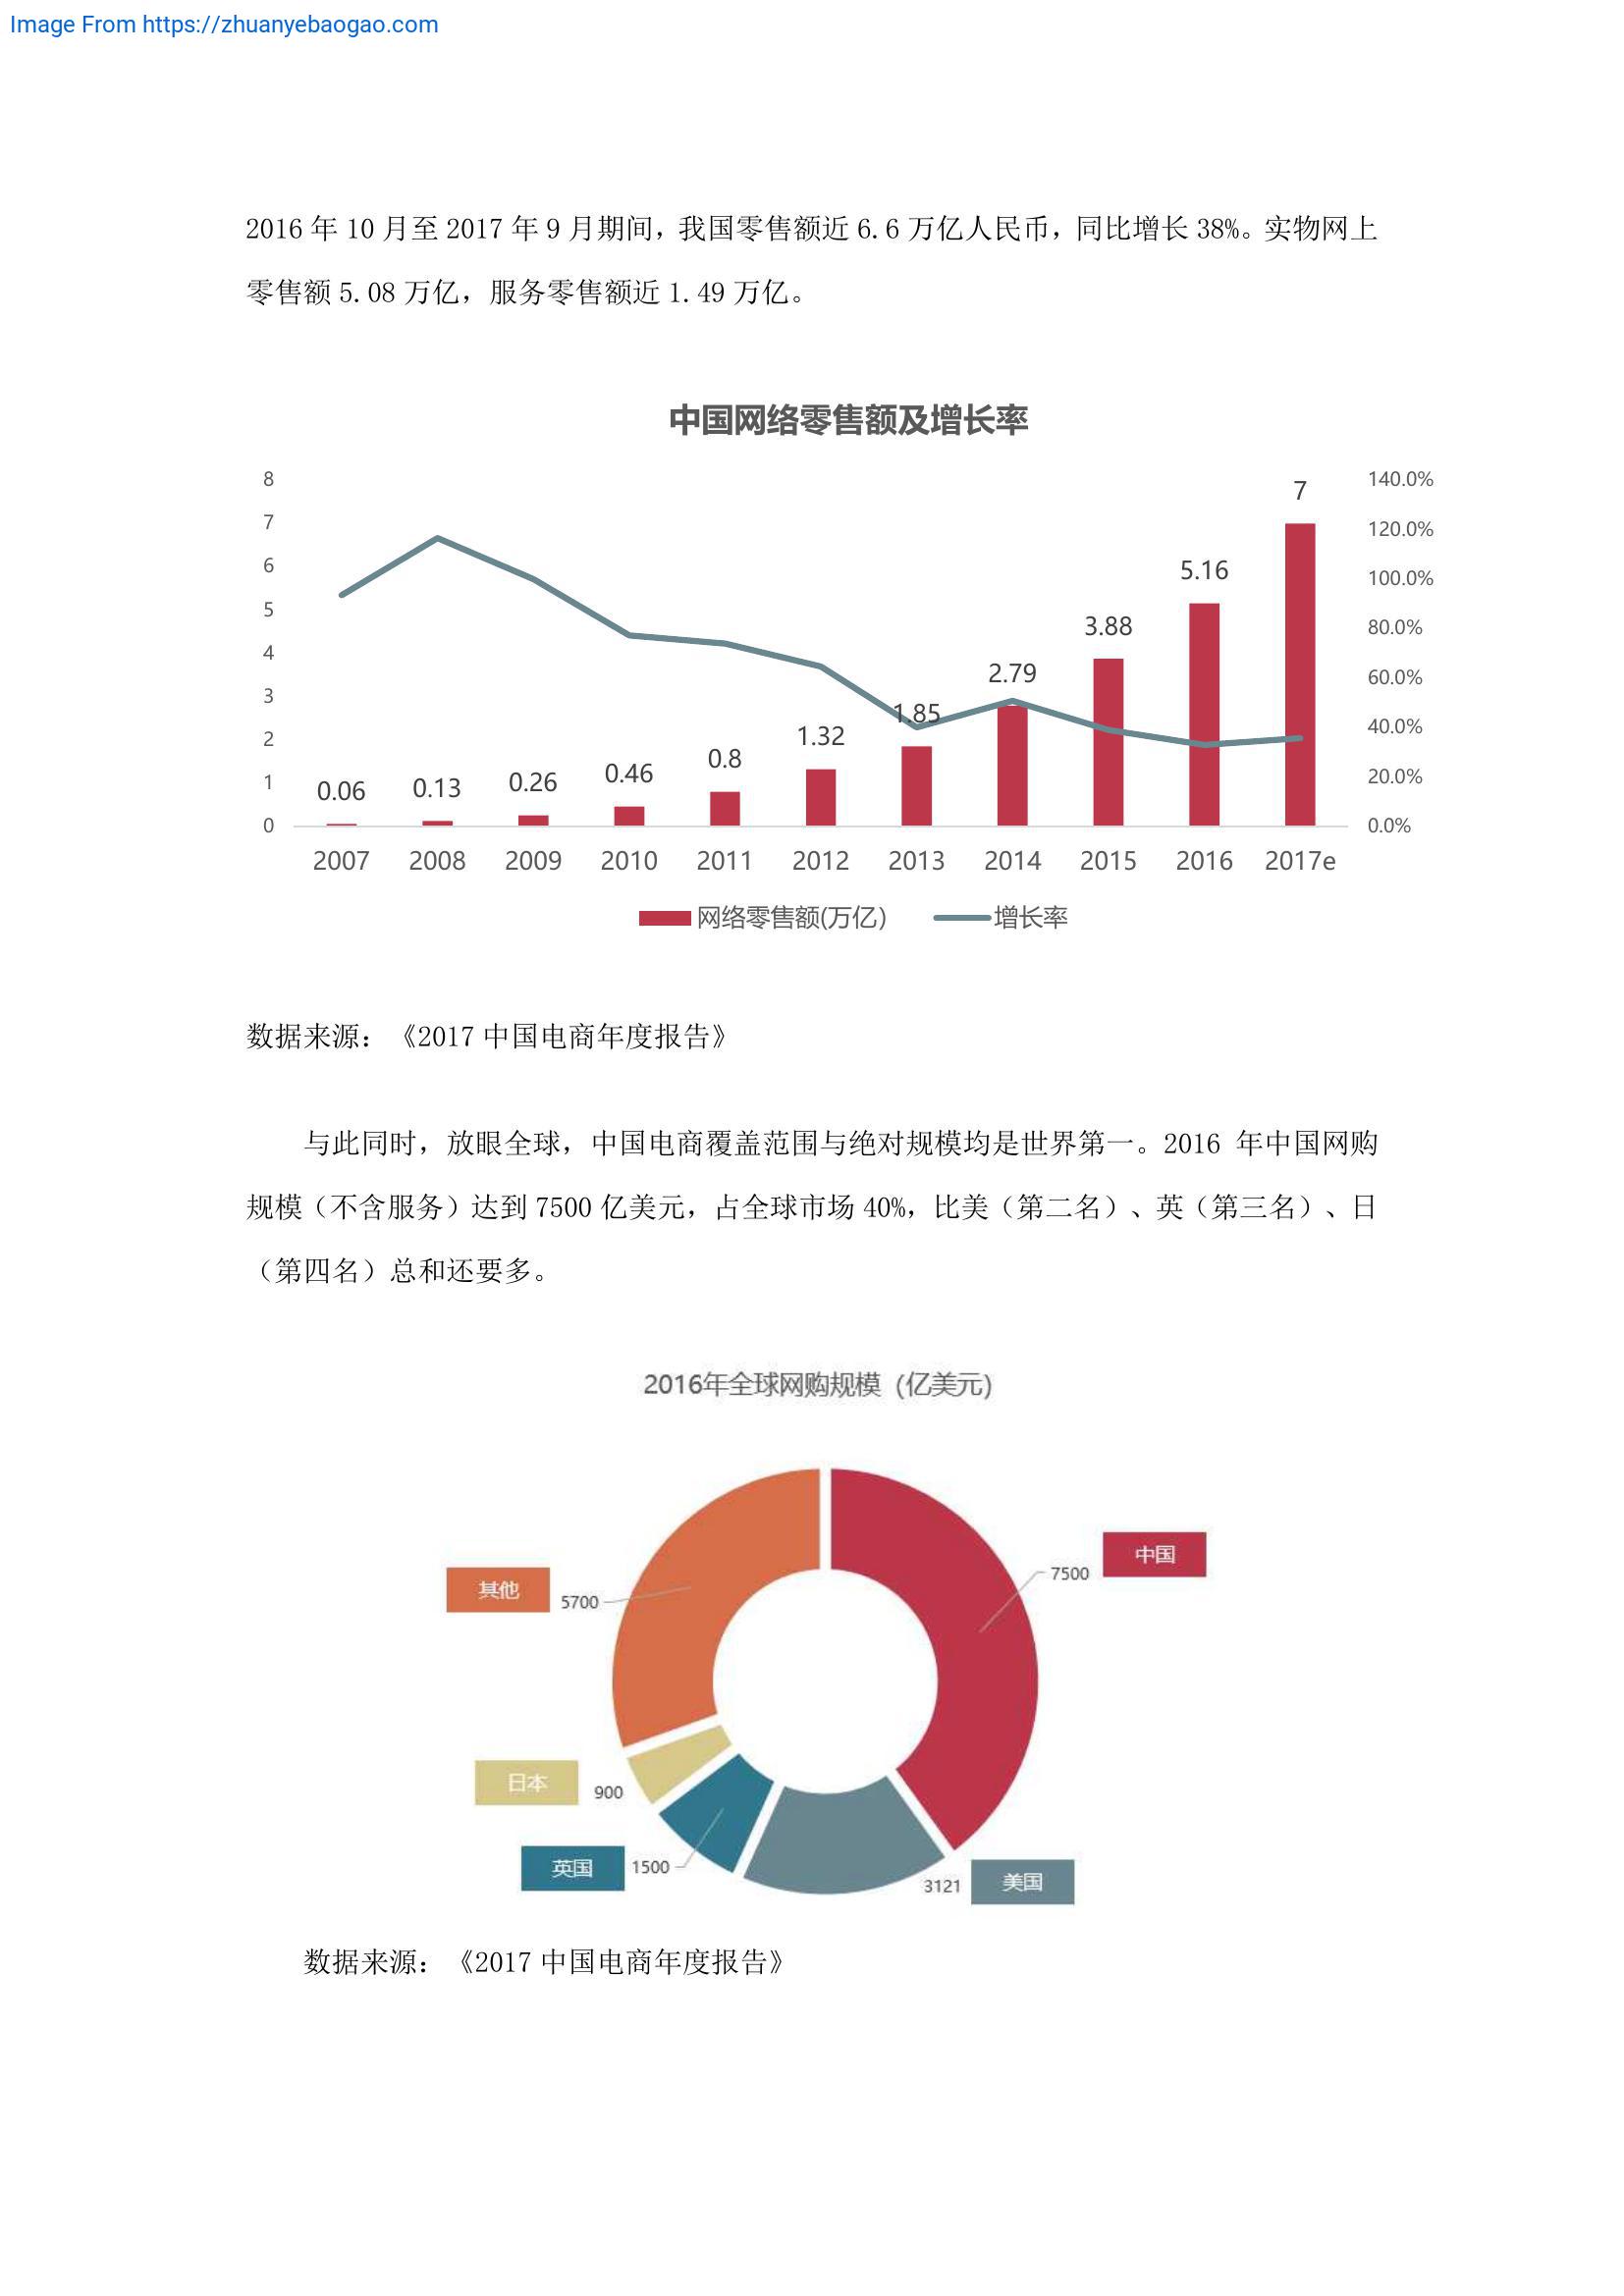 Image From https://zhuanyebaogao.com
2016 年 10 月至 2017 年 9 月期间，我国零售额近 6.6 万亿人民币，同比增长 38%。实物网上
零售额 5.08 万亿，服务零售额近 1.49 万亿。
中国网络零售额及增长率
8
7
6
5
4
3
2
1
0
140.0%
120.0%
100.0%
80.0%
60.0%
40.0%
20.0%
0.0%
0.06 0.13 0.26 0.46 0.8 1.32 1.85 2.79 3.88 5.16 7
2007 2008 2009 2010 2011 2012 2013 2014 2015 2016 2017e
网络零售额(万亿) 增长率
数据来源：《2017 中国电商年度报告》
与此同时，放眼全球，中国电商覆盖范围与绝对规模均是世界第一。2016 年中国网购
规模（不含服务）达到 7500 亿美元，占全球市场 40%，比美（第二名）、英（第三名）、日
（第四名）总和还要多。
2016年全球网购规模（亿美元）
中国
7500
其他
5700
日本
900
英国
1500
3121
美国
数据来源：《2017 中国电商年度报告》